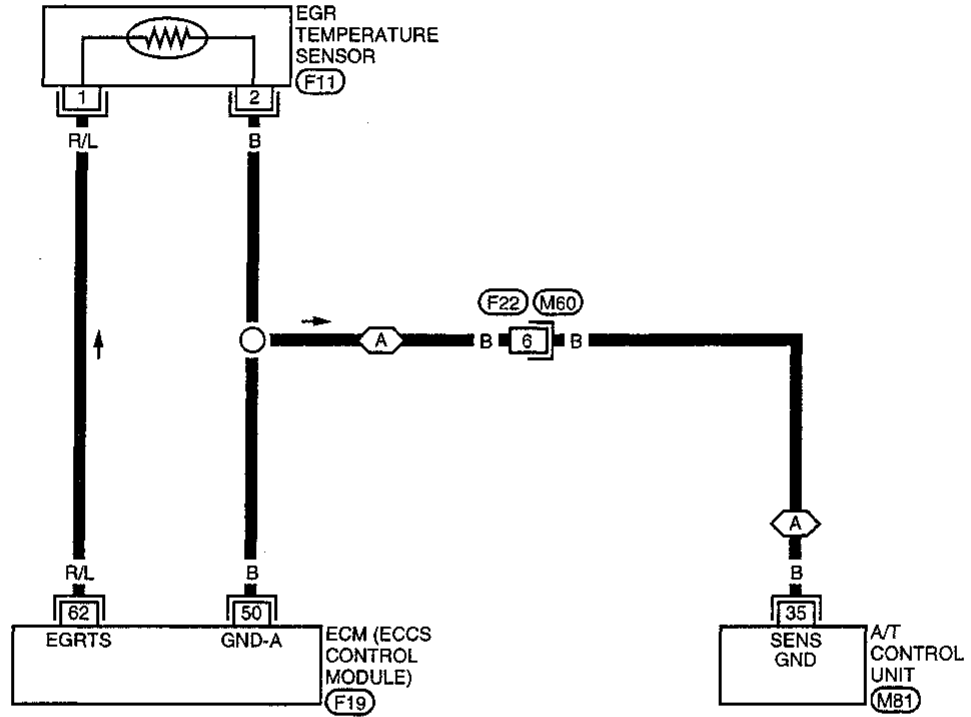 EGR
TEMPERATURE
SENSOR
F11
1
2
R/L
B
F22
M60
A
B
6
B
A
R/L
B
B
62
50
35
EGRTS
GND-A
ECM (ECCS
CONTROL
MODULE)
F19
SENS
GND
A/T
CONTROL
UNIT
M81